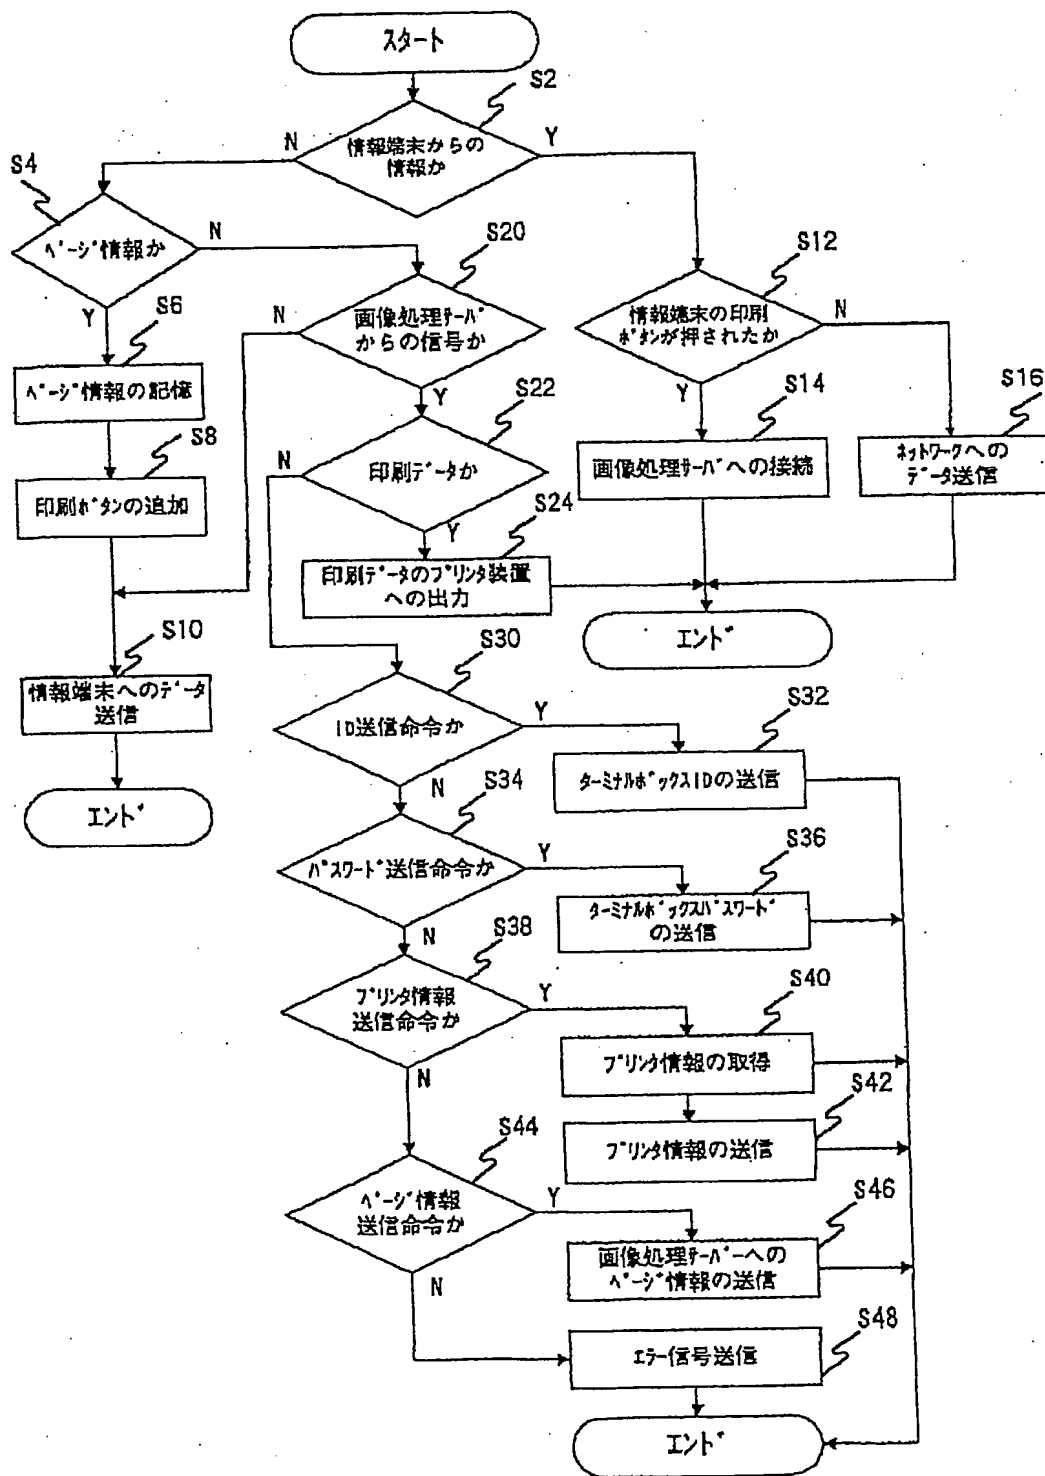 スタート
S2
情報端末からの
情報か
N
Y
S4
ページ情報か
N
Y
S20
画像処理サーバ
からの信号か
N
Y
S12
情報端末の印刷
ボタンが押されたか
N
Y
S6
ページ情報の記憶
S8
印刷ボタンの追加
S22
印刷データか
N
Y
S14
画像処理サーバへの接続
S16
ネットワークへの
データ送信
S24
印刷データのプリンタ装置
への出力
エンド
S10
情報端末へのデータ
送信
エンド
S30
ID送信命令か
Y
N
S32
ターミナルボックスIDの送信
S34
パスワード送信命令か
Y
N
S36
ターミナルボックスパスワード
の送信
S38
プリンタ情報
送信命令か
Y
N
S40
プリンタ情報の取得
S42
プリンタ情報の送信
S44
ページ情報
送信命令か
Y
N
S46
画像処理サーバーへの
ページ情報の送信
S48
エラー信号送信
エンド